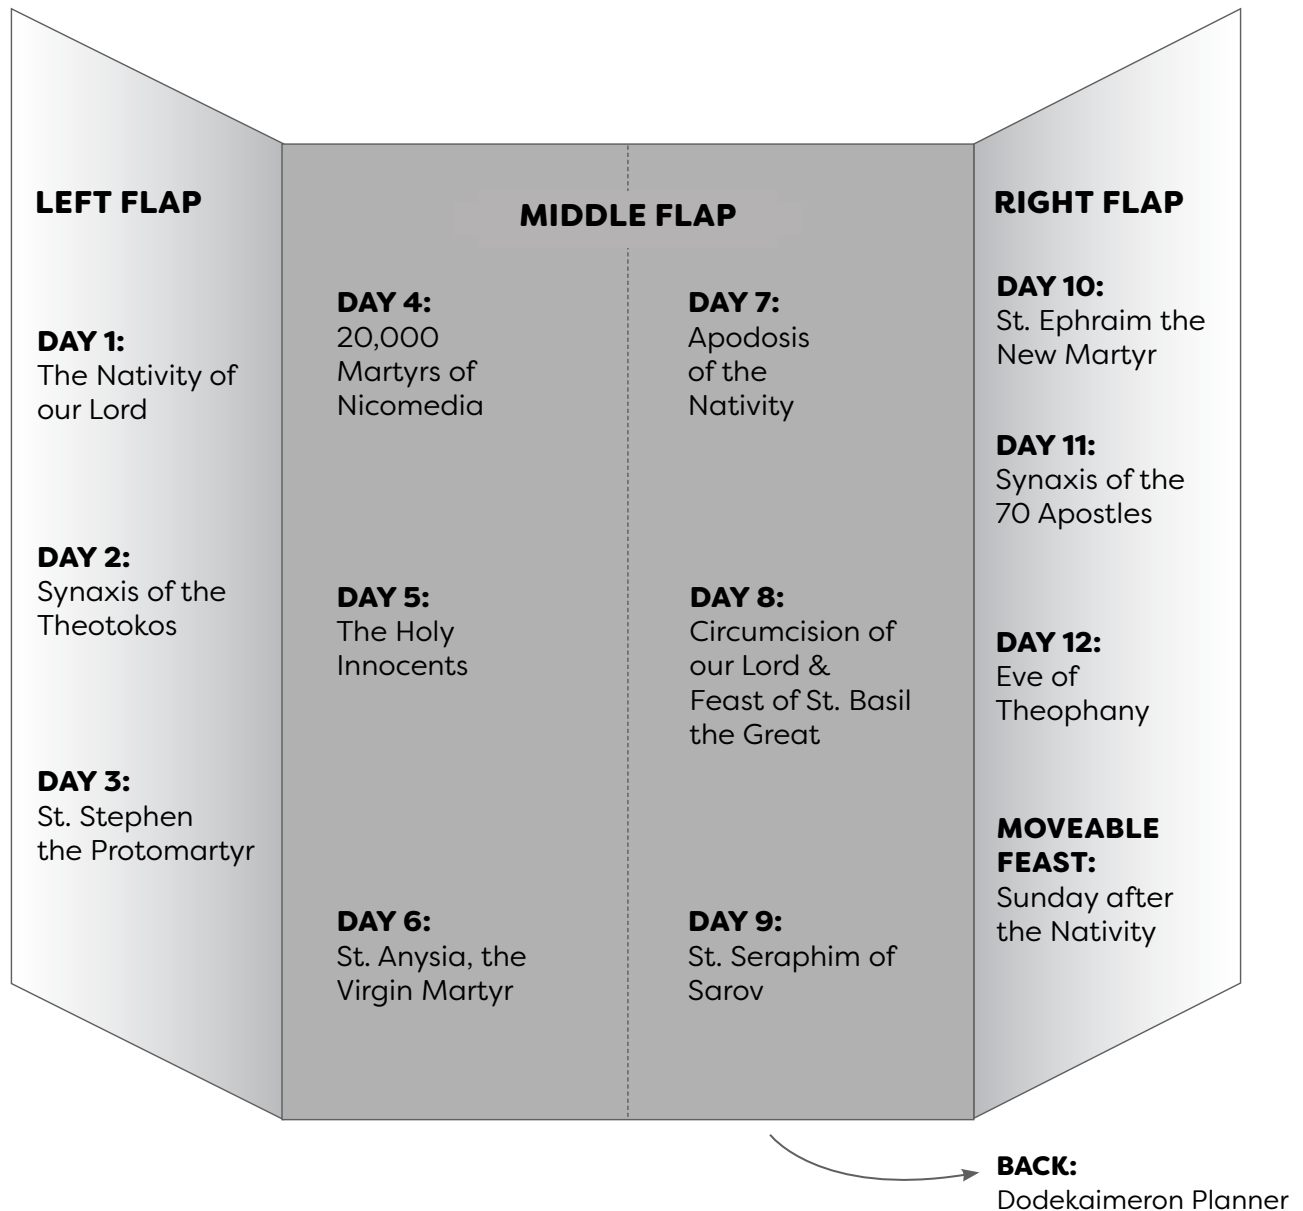 LEFT FLAP
DAY 1:
The Nativity of
our Lord
DAY 2:
Synaxis of the
Theotokos
DAY 3:
St. Stephen
the Protomartyr
MIDDLE FLAP
DAY 4:
20,000
Martyrs of
Nicomedia
DAY 5:
The Holy
Innocents
DAY 6:
St. Anysia, the
Virgin Martyr
DAY 7:
Apodosis
of the
Nativity
DAY 8:
Circumcision of
our Lord &
Feast of St. Basil
the Great
DAY 9:
St. Seraphim of
Sarov
RIGHT FLAP
DAY 10:
St. Ephraim the
New Martyr
DAY 11:
Synaxis of the
70 Apostles
DAY 12:
Eve of
Theophany
MOVEABLE
FEAST:
Sunday after
the Nativity
BACK:
Dodekaimeron Planner